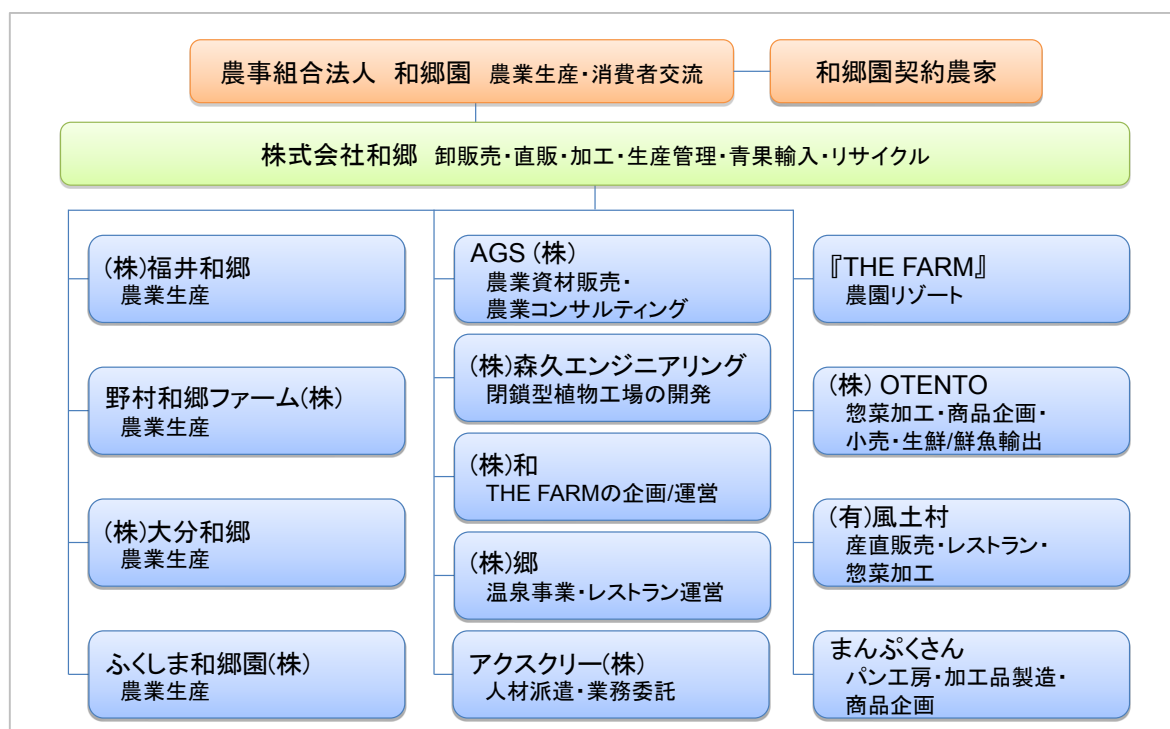 農事組合法人 和郷園 農業生産・消費者交流
和郷園契約農家
株式会社和郷 卸販売・直販・加工・生産管理・青果輸入・リサイクル
(株)福井和郷
農業生産
野村和郷ファーム(株)
農業生産
(株)大分和郷
農業生産
ふくしま和郷園(株)
農業生産
AGS (株)
農業資材販売・
農業コンサルティング
(株)森久エンジニアリング
閉鎖型植物工場の開発
(株)和
THE FARMの企画/運営
(株)郷
温泉事業・レストラン運営
アクスクリー(株)
人材派遣・業務委託
『THE FARM』
農園リゾート
(株) OTENTO
惣菜加工・商品企画・
小売・生鮮/鮮魚輸出
(有)風土村
産直販売・レストラン・
惣菜加工
まんぷくさん
パン工房・加工品製造・
商品企画